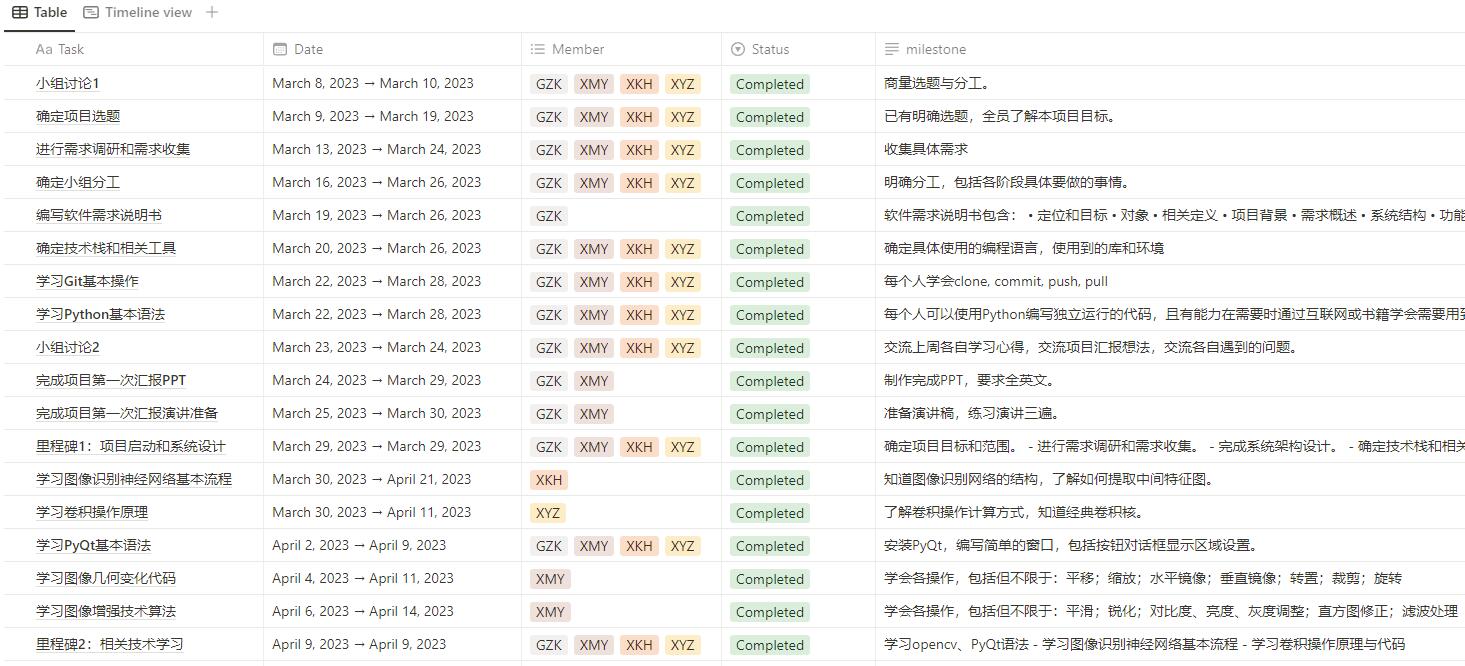 Table Timeline view
Aa Task Date Member Status milestone
小组讨论1 March 8, 2023 → March 10, 2023 GZK XMY XKH XYZ Completed 商量选题与分工。
确定项目选题 March 9, 2023 → March 19, 2023 GZK XMY XKH XYZ Completed 已有明确选题，全员了解本项目目标。
进行需求调研和需求收集 March 13, 2023 → March 24, 2023 GZK XMY XKH XYZ Completed 收集具体需求
确定小组分工 March 16, 2023 → March 26, 2023 GZK XMY XKH XYZ Completed 明确分工，包括各阶段具体要做的事情。
编写软件需求说明书 March 19, 2023 → March 26, 2023 GZK Completed 软件需求说明书包含： • 定位和目标 • 对象 • 相关定义 • 项目背景 • 需求概述 • 系统结构 • 功能
确定技术栈和相关工具 March 20, 2023 → March 26, 2023 GZK XMY XKH XYZ Completed 确定具体使用的编程语言，使用到的库和环境
学习Git基本操作 March 22, 2023 → March 28, 2023 GZK XMY XKH XYZ Completed 每个人学会clone, commit, push, pull
学习Python基本语法 March 22, 2023 → March 28, 2023 GZK XMY XKH XYZ Completed 每个人可以使用Python编写独立运行的代码，且有能力在需要时通过互联网或书籍学会需要用到
小组讨论2 March 23, 2023 → March 24, 2023 GZK XMY XKH XYZ Completed 交流上周各自学习心得，交流项目汇报想法，交流各自遇到的问题。
完成项目第一次汇报PPT March 24, 2023 → March 29, 2023 GZK XMY Completed 制作完成PPT，要求全英文。
完成项目第一次汇报演讲准备 March 25, 2023 → March 30, 2023 GZK XMY Completed 准备演讲稿，练习演讲三遍。
里程碑1：项目启动和系统设计 March 29, 2023 → March 29, 2023 GZK XMY XKH XYZ Completed 确定项目目标和范围。 - 进行需求调研和需求收集。 - 完成系统架构设计。 - 确定技术栈和相关
学习图像识别神经网络基本流程 March 30, 2023 → April 21, 2023 XKH Completed 知道图像识别网络的结构，了解如何提取中间特征图。
学习卷积操作原理 March 30, 2023 → April 11, 2023 XYZ Completed 了解卷积操作计算方式，知道经典卷积核。
学习PyQt基本语法 April 2, 2023 → April 9, 2023 GZK XMY XKH XYZ Completed 安装PyQt，编写简单的窗口，包括按钮对话框显示区域设置。
学习图像几何变化代码 April 4, 2023 → April 11, 2023 XMY Completed 学会各操作，包括但不限于：平移；缩放；水平镜像；垂直镜像；转置；裁剪；旋转
学习图像增强技术算法 April 6, 2023 → April 14, 2023 XMY Completed 学会各操作，包括但不限于：平滑；锐化；对比度、亮度、灰度调整；直方图修正；滤波处理
里程碑2：相关技术学习 April 9, 2023 → April 9, 2023 GZK XMY XKH XYZ Completed 学习opencv、PyQt语法 - 学习图像识别神经网络基本流程 - 学习卷积操作原理与代码